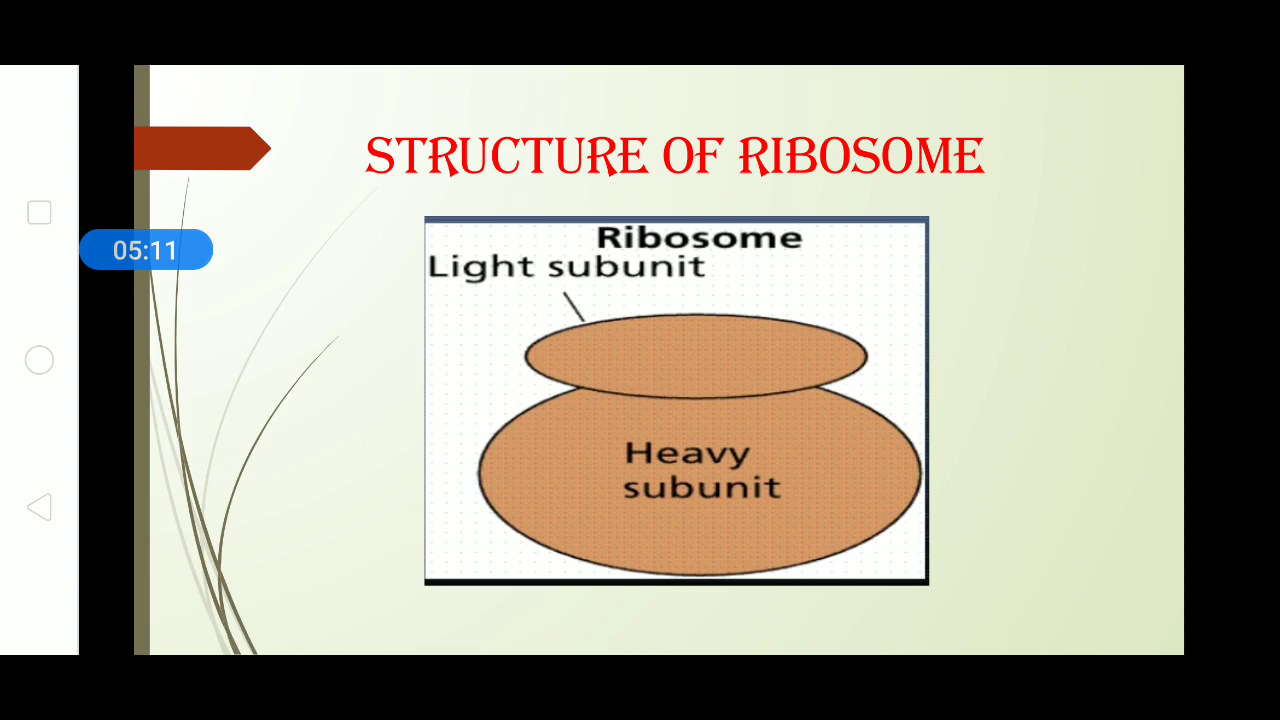 STRUCTURE OF RIBOSOME
05:11
Ribosome
Light subunit
Heavy
subunit